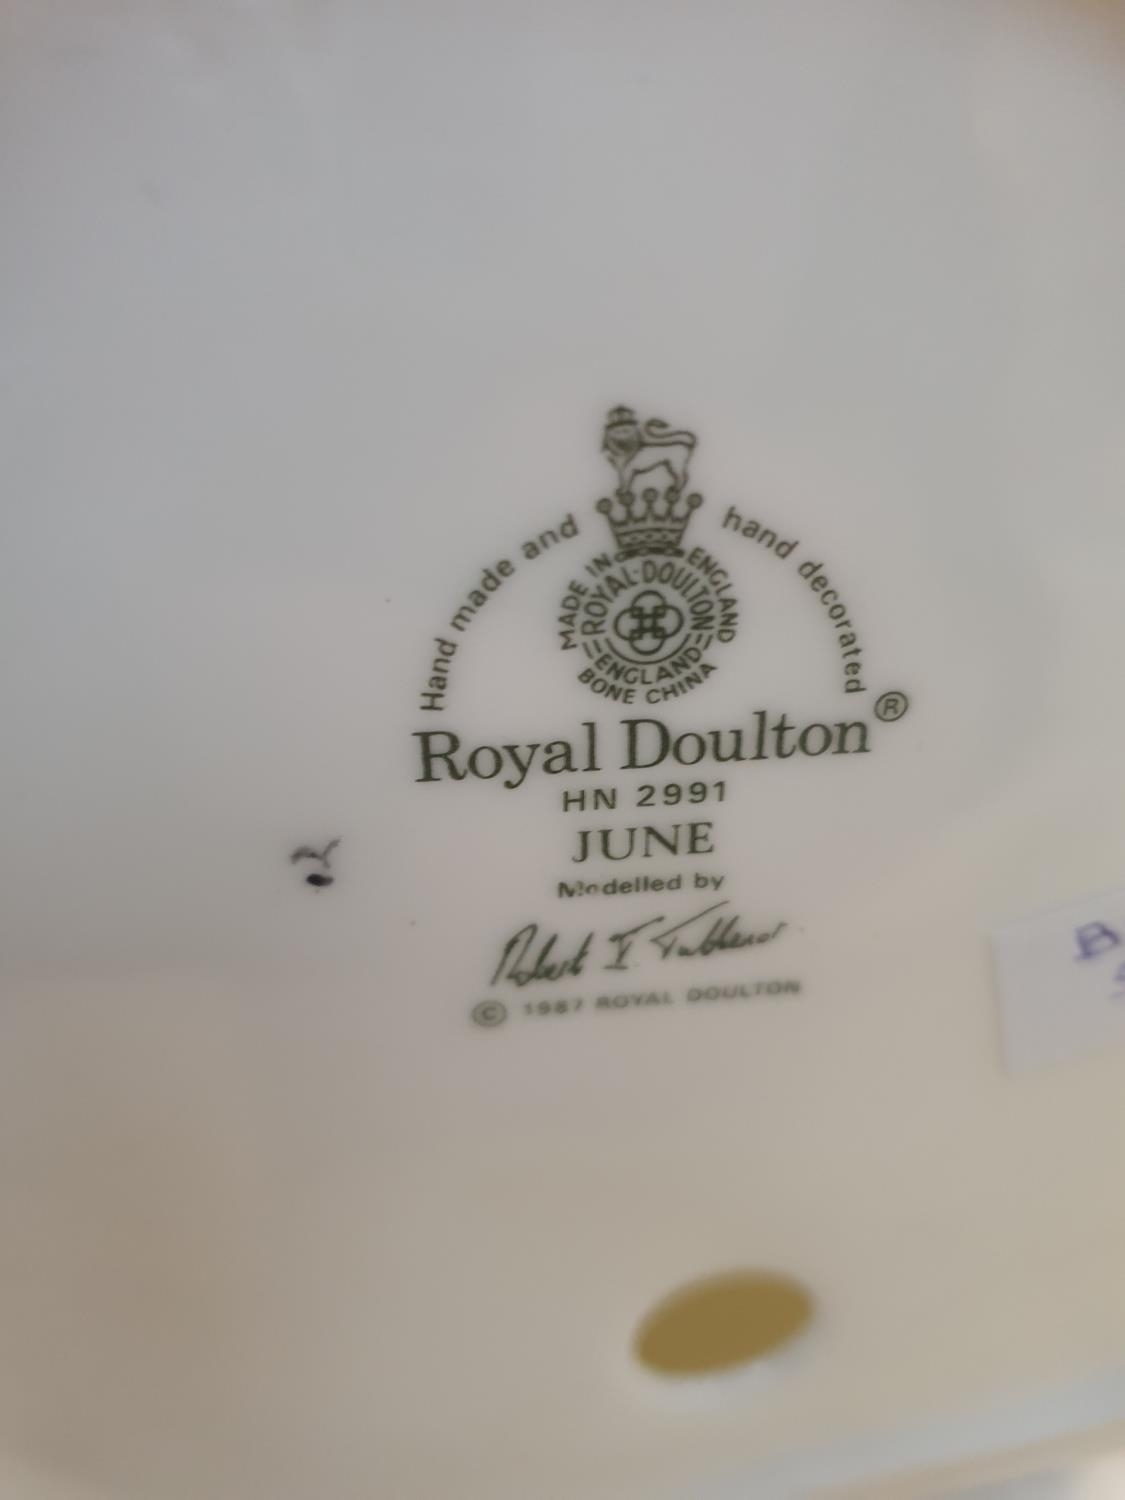 Hand made and hand decorated
MADE IN ENGLAND
ROYAL·DOULTON
ENGLAND
BONE CHINA
Royal Doulton ®
HN 2991
JUNE
Modelled by
Robert I Tabbenor
© 1987 ROYAL DOULTON
B